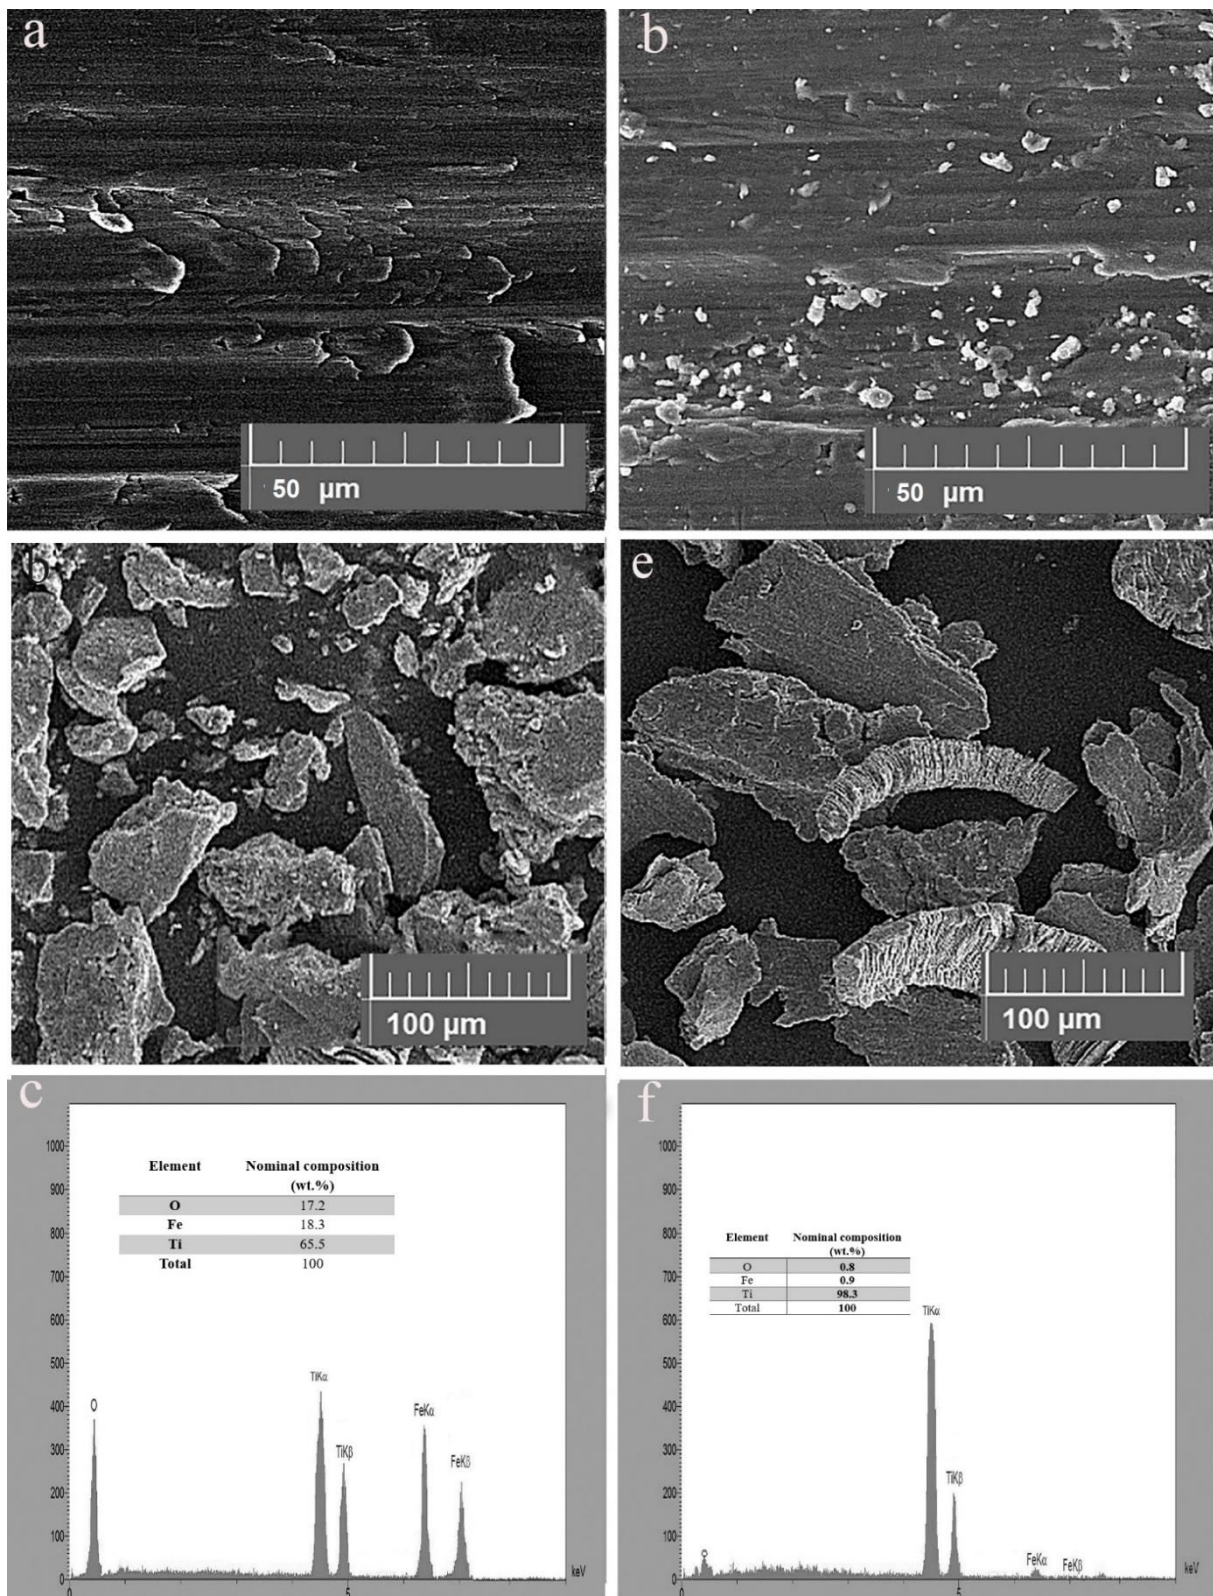 a
b
50 µm
50 µm
b
e
100 µm
100 µm
c
f
Element Nominal composition
(wt.%)
O 17.2
Fe 18.3
Ti 65.5
Total 100
1000
900
800
700
600
500
400
300
200
100
0
O
TiKα
TiKβ
FeKα
FeKβ
5
keV
Element Nominal composition
(wt.%)
O 0.8
Fe 0.9
Ti 98.3
Total 100
1000
900
800
700
600
500
400
300
200
100
0
O
TiKα
TiKβ
FeKα
FeKβ
0
5
keV